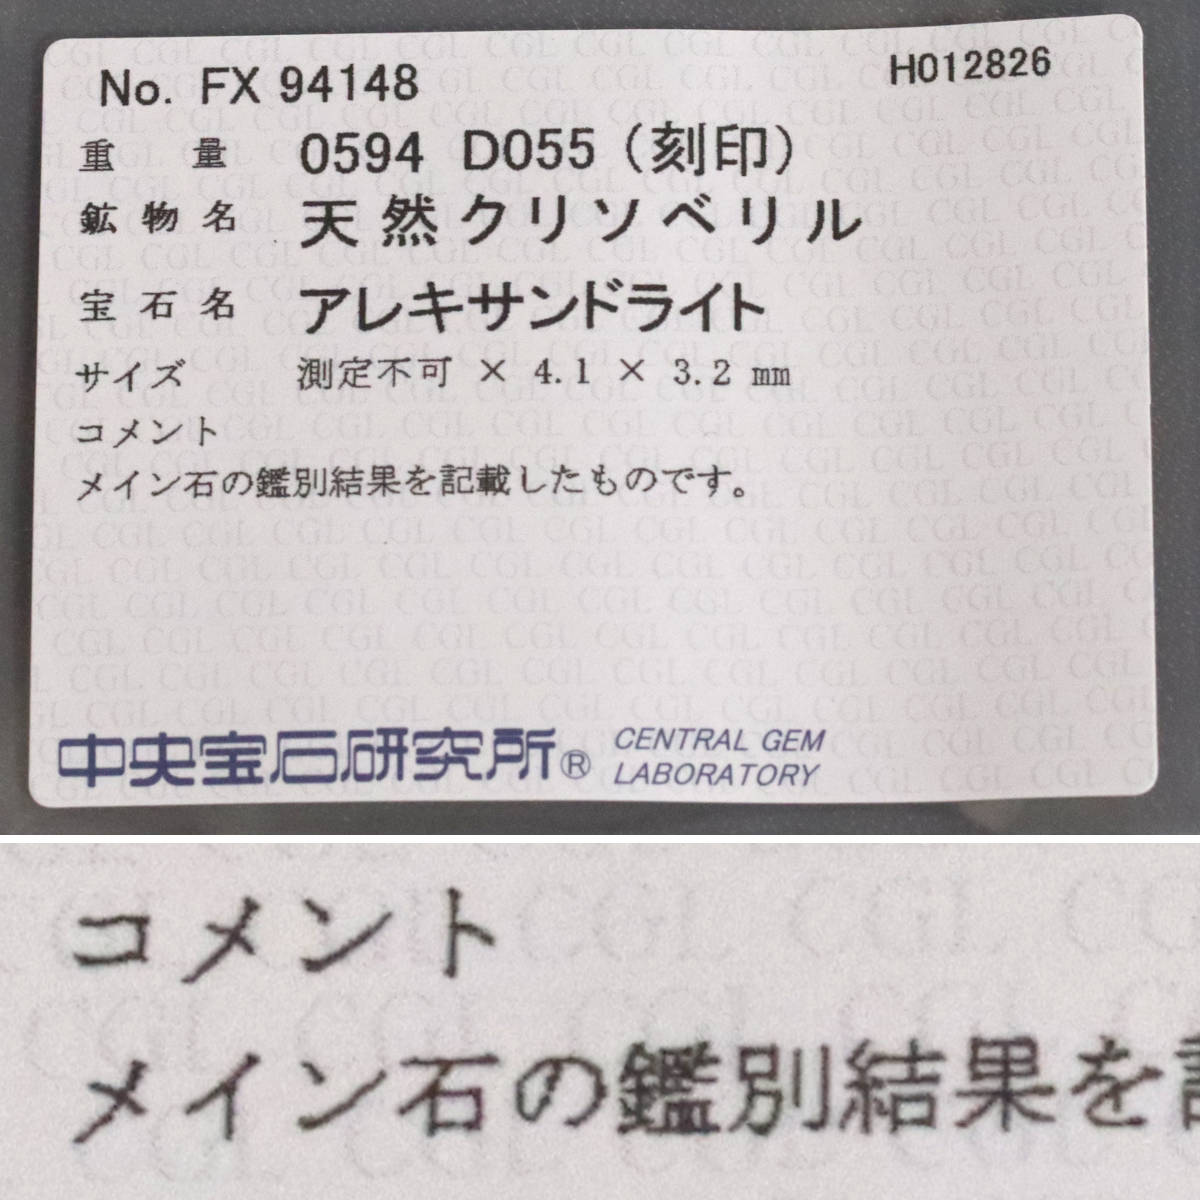 No. FX 94148
H012826
重 量 0594 D055 (刻印)
鉱物名 天然クリソベリル
宝石名 アレキサンドライト
サイズ 測定不可 × 4.1 × 3.2 mm
コメント
メイン石の鑑別結果を記載したものです。
中央宝石研究所® CENTRAL GEM
LABORATORY
コメント
メイン石の鑑別結果を